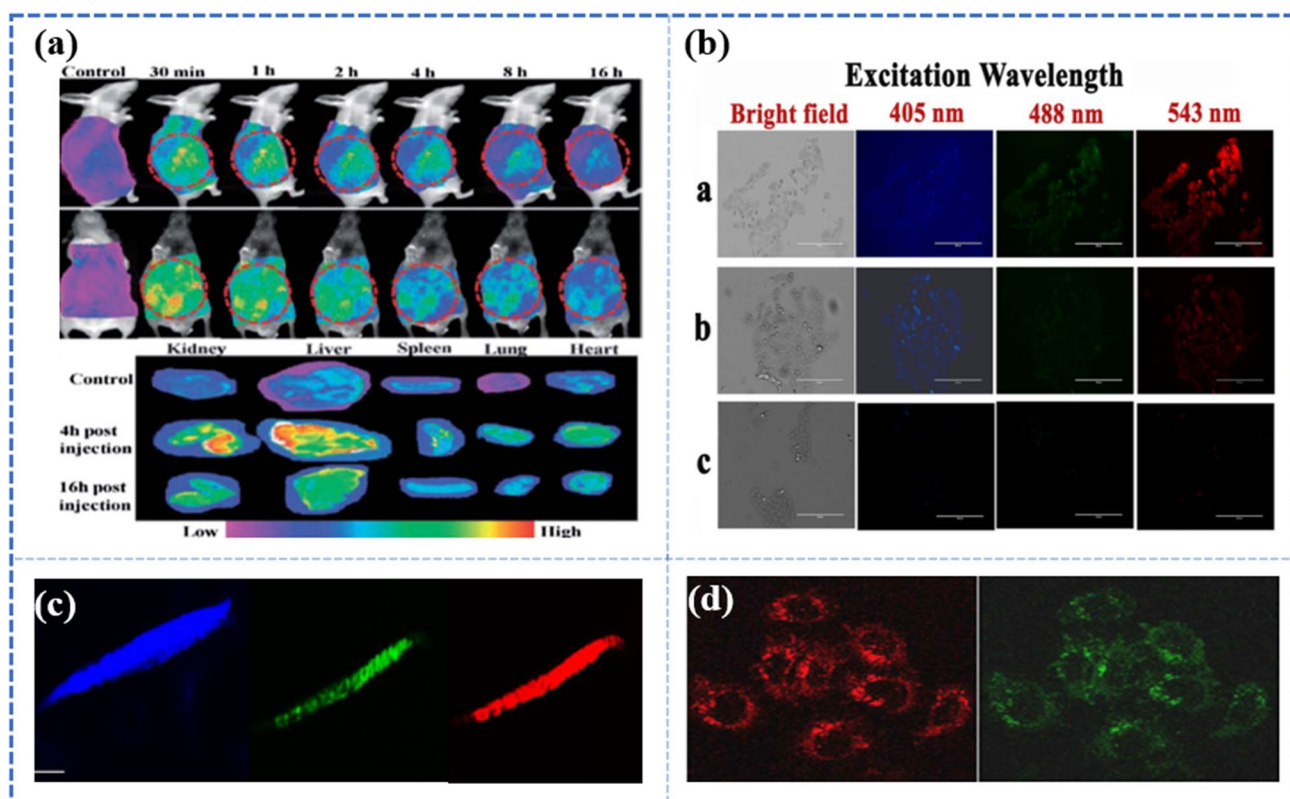 (a)
Control 30 min 1 h 2 h 4 h 8 h 16 h
Kidney Liver Spleen Lung Heart
Control
4h post
injection
16h post
injection
Low High
(b)
Excitation Wavelength
Bright field 405 nm 488 nm 543 nm
a
b
c
(c)
(d)